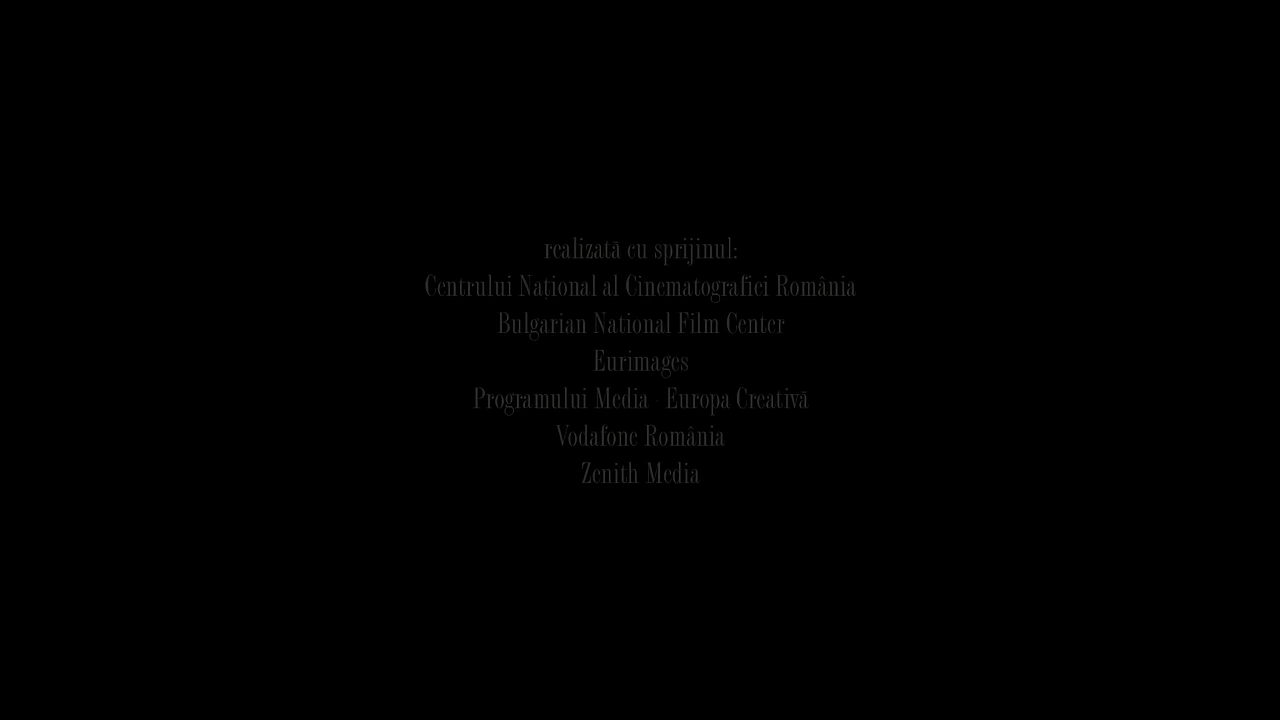 realizată cu sprijinul:
Centrului Național al Cinematografiei România
Bulgarian National Film Center
Eurimages
Programului Media - Europa Creativă
Vodafone România
Zenith Media